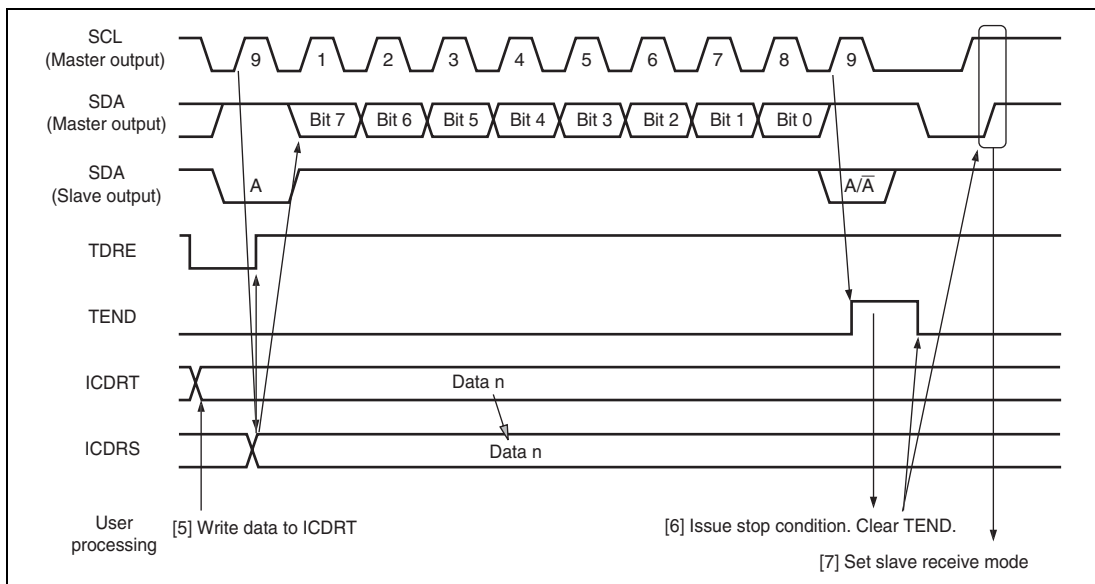 SCL
(Master output)
9 1 2 3 4 5 6 7 8 9
SDA
(Master output)
Bit 7 Bit 6 Bit 5 Bit 4 Bit 3 Bit 2 Bit 1 Bit 0
SDA
(Slave output)
A A/A̅
TDRE
TEND
ICDRT
Data n
ICDRS
Data n
User
processing
[5] Write data to ICDRT
[6] Issue stop condition. Clear TEND.
[7] Set slave receive mode